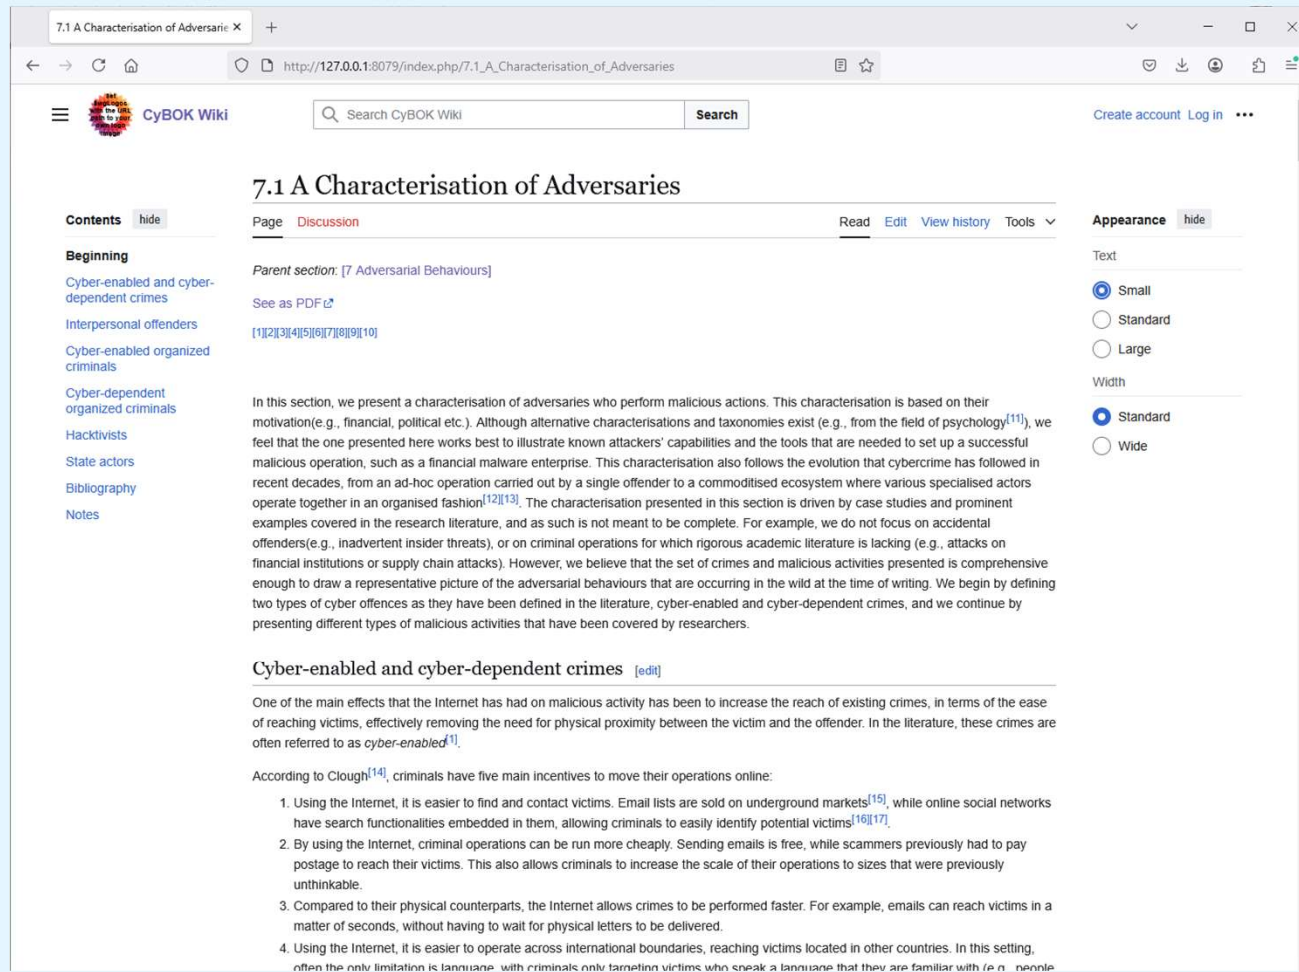 7.1 A Characterisation of Adversarie
http://127.0.0.1:8079/index.php/7.1_A_Characterisation_of_Adversaries
CyBOK Wiki
Search CyBOK Wiki
Search
Create account Log in
7.1 A Characterisation of Adversaries
Contents hide
Page Discussion
Read Edit View history Tools
Appearance hide
Beginning
Cyber-enabled and cyber-
dependent crimes
Interpersonal offenders
Cyber-enabled organized
criminals
Cyber-dependent
organized criminals
Hacktivists
State actors
Bibliography
Notes
Parent section: [7 Adversarial Behaviours]
See as PDF
[1][2][3][4][5][6][7][8][9][10]
In this section, we present a characterisation of adversaries who perform malicious actions. This characterisation is based on their
motivation(e.g., financial, political etc.). Although alternative characterisations and taxonomies exist (e.g., from the field of psychology[11]), we
feel that the one presented here works best to illustrate known attackers' capabilities and the tools that are needed to set up a successful
malicious operation, such as a financial malware enterprise. This characterisation also follows the evolution that cybercrime has followed in
recent decades, from an ad-hoc operation carried out by a single offender to a commoditised ecosystem where various specialised actors
operate together in an organised fashion[12][13]. The characterisation presented in this section is driven by case studies and prominent
examples covered in the research literature, and as such is not meant to be complete. For example, we do not focus on accidental
offenders(e.g., inadvertent insider threats), or on criminal operations for which rigorous academic literature is lacking (e.g., attacks on
financial institutions or supply chain attacks). However, we believe that the set of crimes and malicious activities presented is comprehensive
enough to draw a representative picture of the adversarial behaviours that are occurring in the wild at the time of writing. We begin by defining
two types of cyber offences as they have been defined in the literature, cyber-enabled and cyber-dependent crimes, and we continue by
presenting different types of malicious activities that have been covered by researchers.
Cyber-enabled and cyber-dependent crimes [edit]
One of the main effects that the Internet has had on malicious activity has been to increase the reach of existing crimes, in terms of the ease
of reaching victims, effectively removing the need for physical proximity between the victim and the offender. In the literature, these crimes are
often referred to as cyber-enabled[1].
According to Clough[14], criminals have five main incentives to move their operations online:
1. Using the Internet, it is easier to find and contact victims. Email lists are sold on underground markets[15], while online social networks
have search functionalities embedded in them, allowing criminals to easily identify potential victims[16][17].
2. By using the Internet, criminal operations can be run more cheaply. Sending emails is free, while scammers previously had to pay
postage to reach their victims. This also allows criminals to increase the scale of their operations to sizes that were previously
unthinkable.
3. Compared to their physical counterparts, the Internet allows crimes to be performed faster. For example, emails can reach victims in a
matter of seconds, without having to wait for physical letters to be delivered.
4. Using the Internet, it is easier to operate across international boundaries, reaching victims located in other countries. In this setting,
often the only limitation is language, with criminals only targeting victims who speak a language that they are familiar with (e.g., people
Text
Small
Standard
Large
Width
Standard
Wide